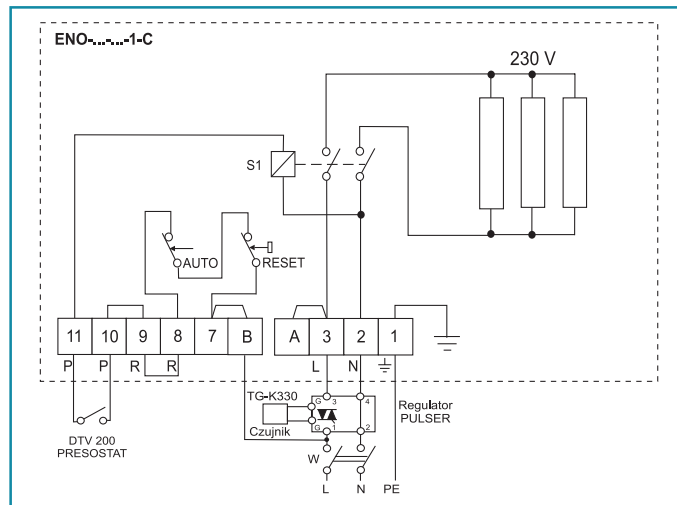 ENO-...-...-1-C
230 V
S1
AUTO
RESET
11 10 9 8 7 B A 3 2 1
P P R R L N
TG-K330
Czujnik
G 3 4
G 1 2
Regulator
PULSER
DTV 200
PRESOSTAT
W
L N PE